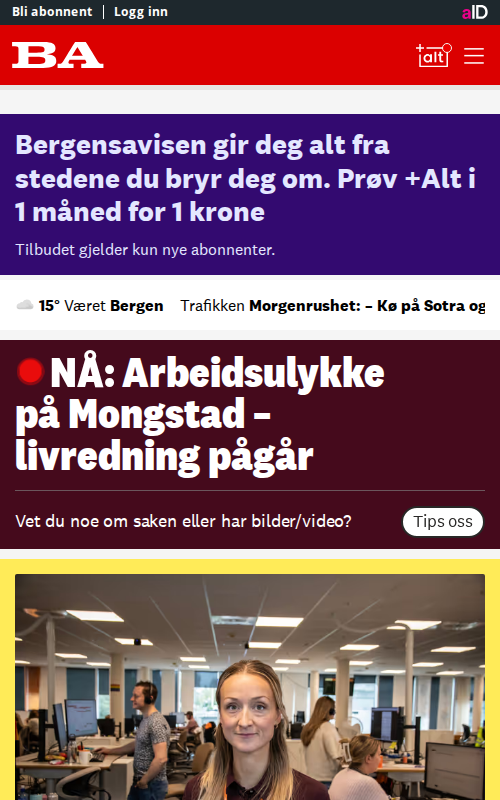 Bli abonnent | Logg inn
aID
BA
+alt
Bergensavisen gir deg alt fra
stedene du bryr deg om. Prøv +Alt i
1 måned for 1 krone
Tilbudet gjelder kun nye abonnenter.
15° Været Bergen Trafikken Morgenrushet: – Kø på Sotra og
NÅ: Arbeidsulykke
på Mongstad –
livredning pågår
Vet du noe om saken eller har bilder/video?
Tips oss